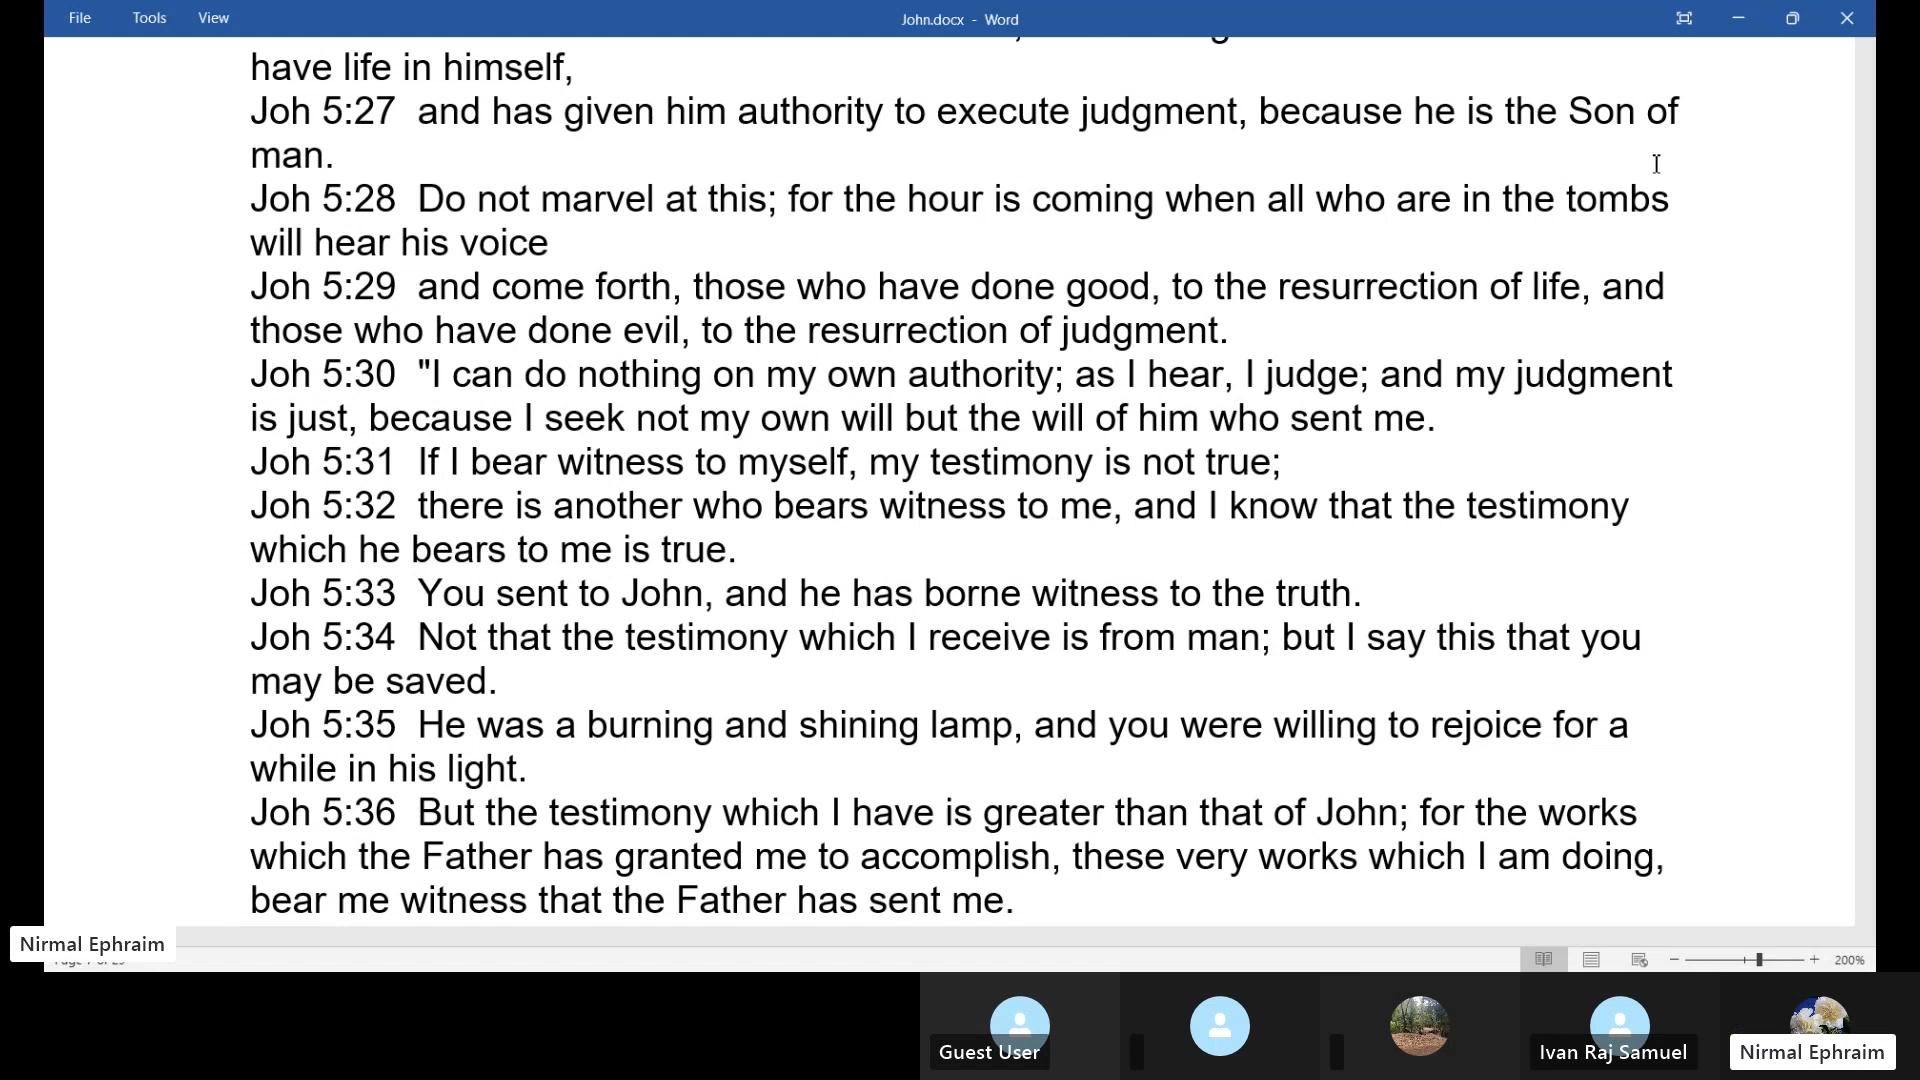 File Tools View John.docx - Word
have life in himself,
Joh 5:27 and has given him authority to execute judgment, because he is the Son of
man.
Joh 5:28 Do not marvel at this; for the hour is coming when all who are in the tombs
will hear his voice
Joh 5:29 and come forth, those who have done good, to the resurrection of life, and
those who have done evil, to the resurrection of judgment.
Joh 5:30 "I can do nothing on my own authority; as I hear, I judge; and my judgment
is just, because I seek not my own will but the will of him who sent me.
Joh 5:31 If I bear witness to myself, my testimony is not true;
Joh 5:32 there is another who bears witness to me, and I know that the testimony
which he bears to me is true.
Joh 5:33 You sent to John, and he has borne witness to the truth.
Joh 5:34 Not that the testimony which I receive is from man; but I say this that you
may be saved.
Joh 5:35 He was a burning and shining lamp, and you were willing to rejoice for a
while in his light.
Joh 5:36 But the testimony which I have is greater than that of John; for the works
which the Father has granted me to accomplish, these very works which I am doing,
bear me witness that the Father has sent me.
Nirmal Ephraim
200%
Guest User
Ivan Raj Samuel
Nirmal Ephraim